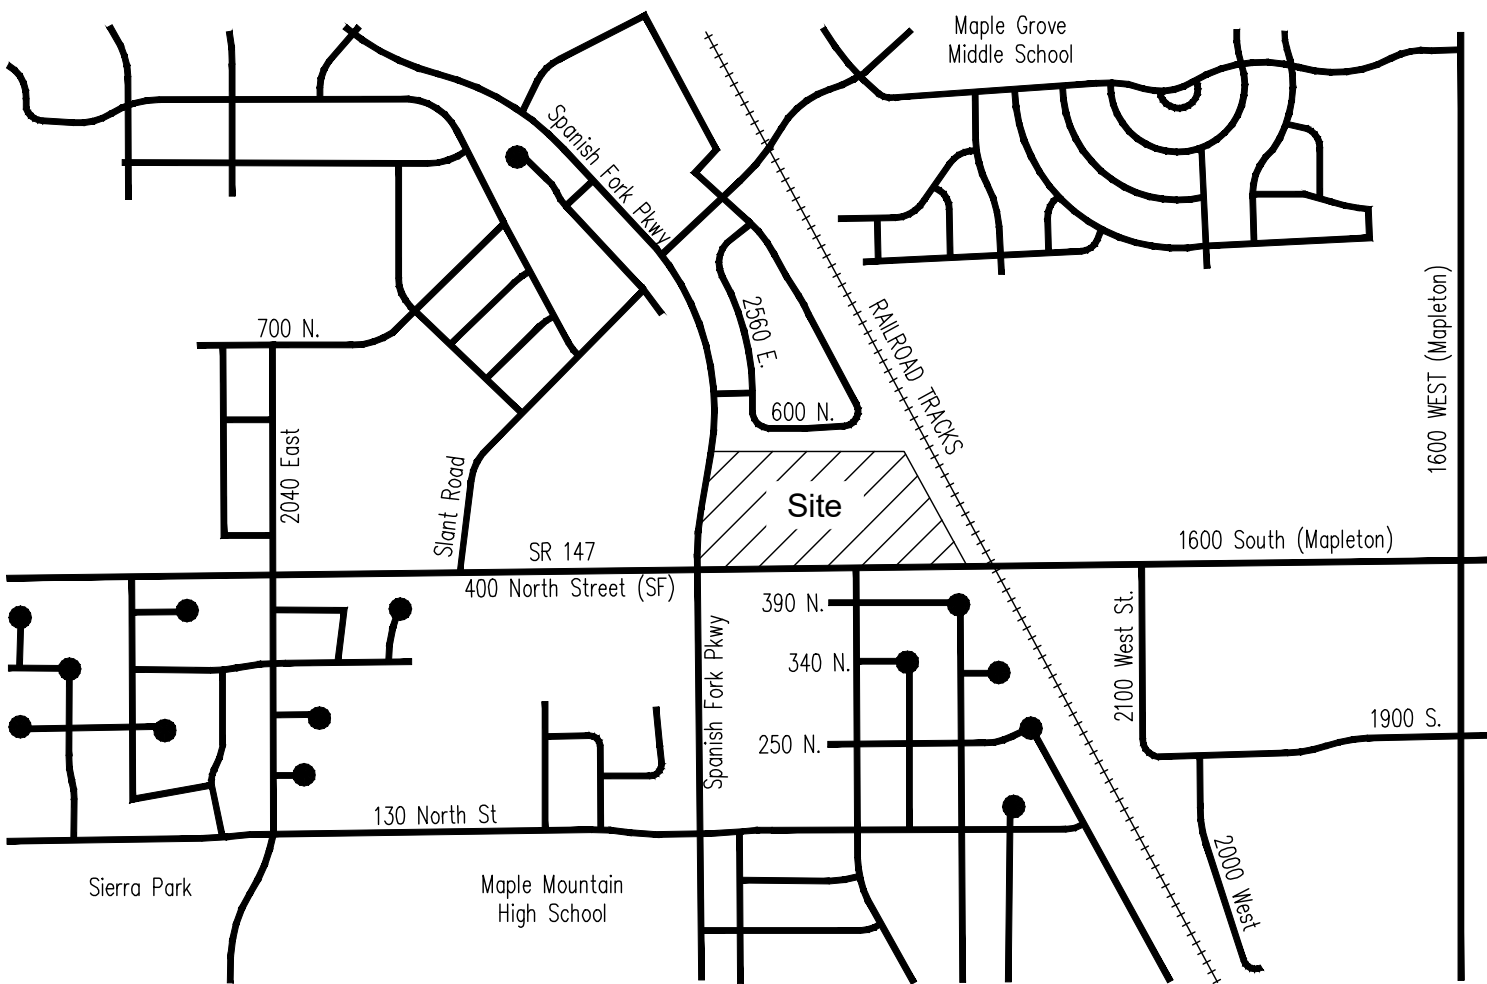 Maple Grove
Middle School
Spanish Fork Pkwy
700 N.
2560 E.
RAILROAD TRACKS
1600 WEST (Mapleton)
600 N.
2040 East
Slant Road
Site
SR 147
400 North Street (SF)
1600 South (Mapleton)
390 N.
340 N.
250 N.
Spanish Fork Pkwy
2100 West St.
1900 S.
130 North St
2000 West
Sierra Park
Maple Mountain
High School